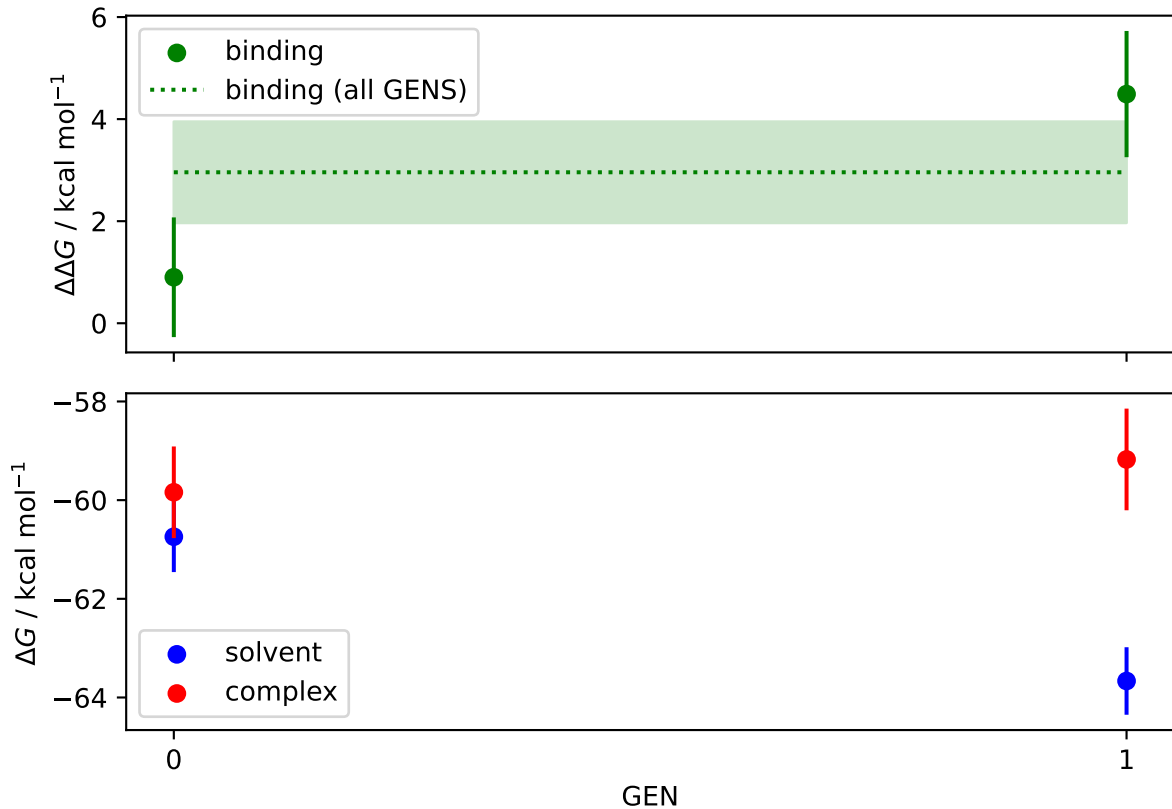 6
4
2
0
ΔΔG / kcal mol⁻¹
binding
binding (all GENS)
−58
−60
−62
−64
ΔG / kcal mol⁻¹
solvent
complex
0
1
GEN